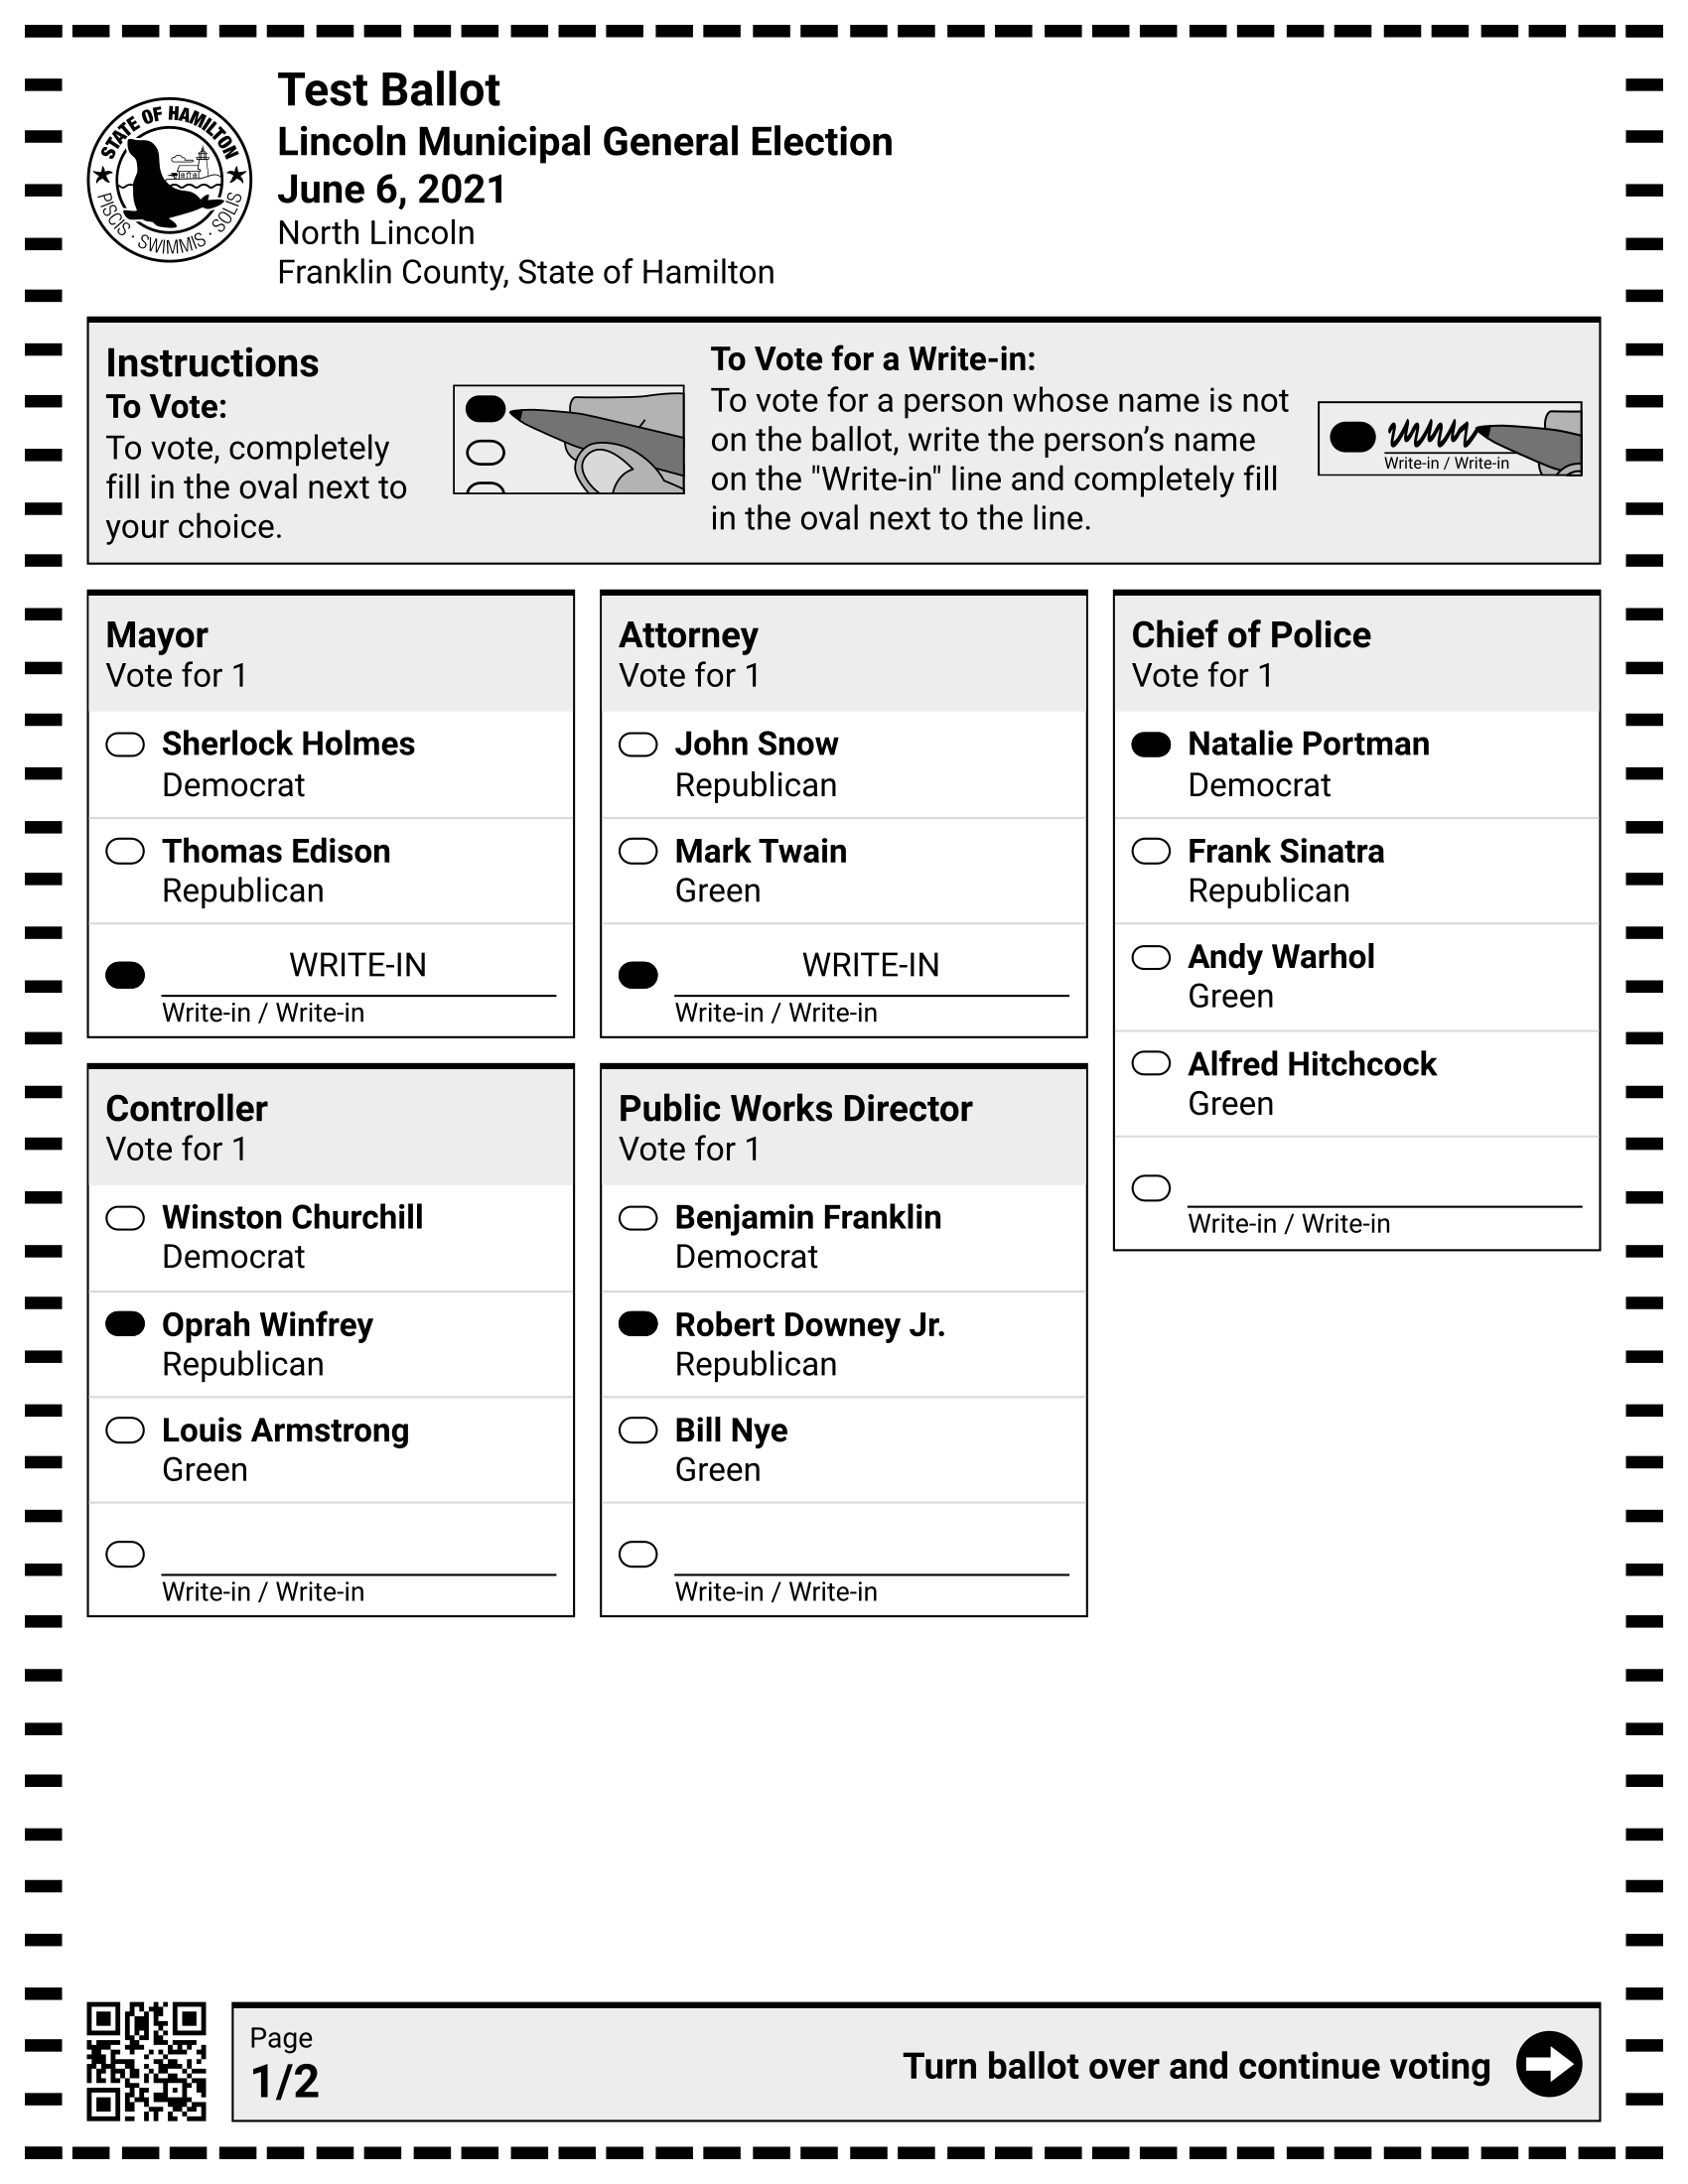 STATE OF HAMILTON
PISCIS · SWIMMIS · SOLIS
Test Ballot
Lincoln Municipal General Election
June 6, 2021
North Lincoln
Franklin County, State of Hamilton
Instructions
To Vote:
To vote, completely
fill in the oval next to
your choice.
To Vote for a Write-in:
To vote for a person whose name is not
on the ballot, write the person’s name
on the "Write-in" line and completely fill
in the oval next to the line.
Write-in / Write-in
Mayor
Vote for 1
Sherlock Holmes
Democrat
Thomas Edison
Republican
WRITE-IN
Write-in / Write-in
Controller
Vote for 1
Winston Churchill
Democrat
Oprah Winfrey
Republican
Louis Armstrong
Green
Write-in / Write-in
Attorney
Vote for 1
John Snow
Republican
Mark Twain
Green
WRITE-IN
Write-in / Write-in
Public Works Director
Vote for 1
Benjamin Franklin
Democrat
Robert Downey Jr.
Republican
Bill Nye
Green
Write-in / Write-in
Chief of Police
Vote for 1
Natalie Portman
Democrat
Frank Sinatra
Republican
Andy Warhol
Green
Alfred Hitchcock
Green
Write-in / Write-in
Page
1/2
Turn ballot over and continue voting